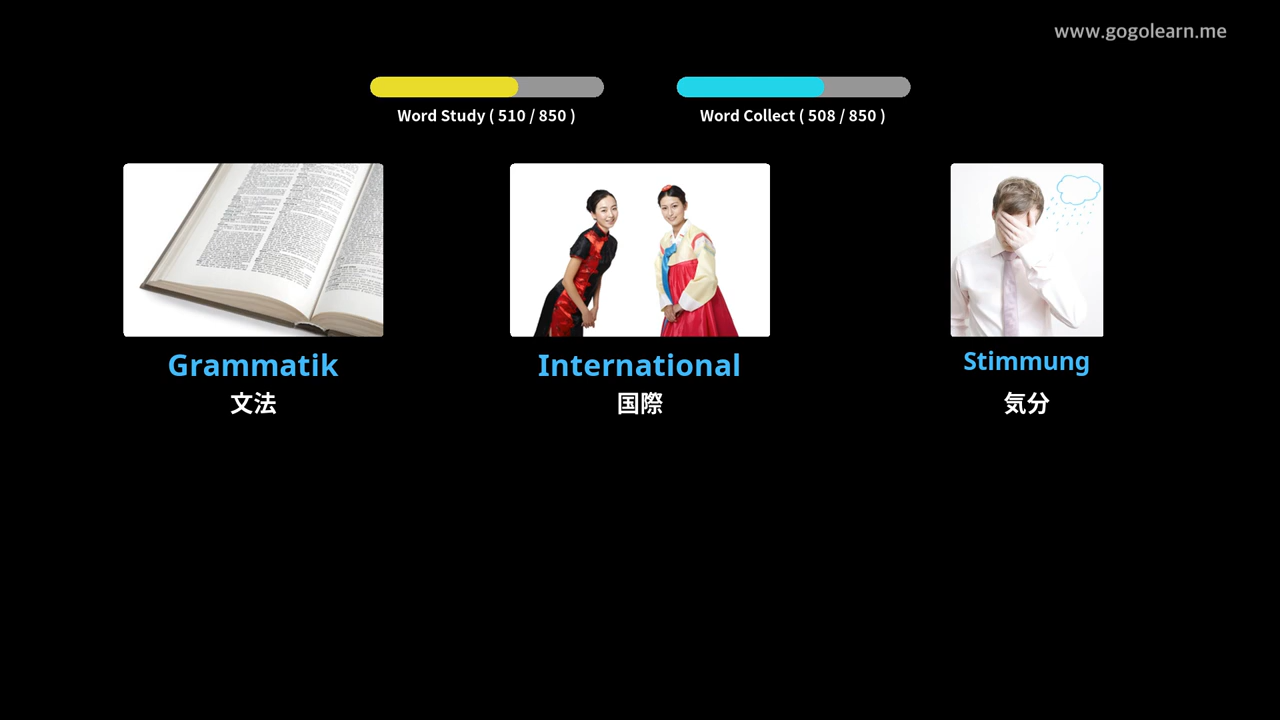 www.gogolearn.me
Word Study ( 510 / 850 )
Word Collect ( 508 / 850 )
Grammatik
International
Stimmung
文法
国際
気分